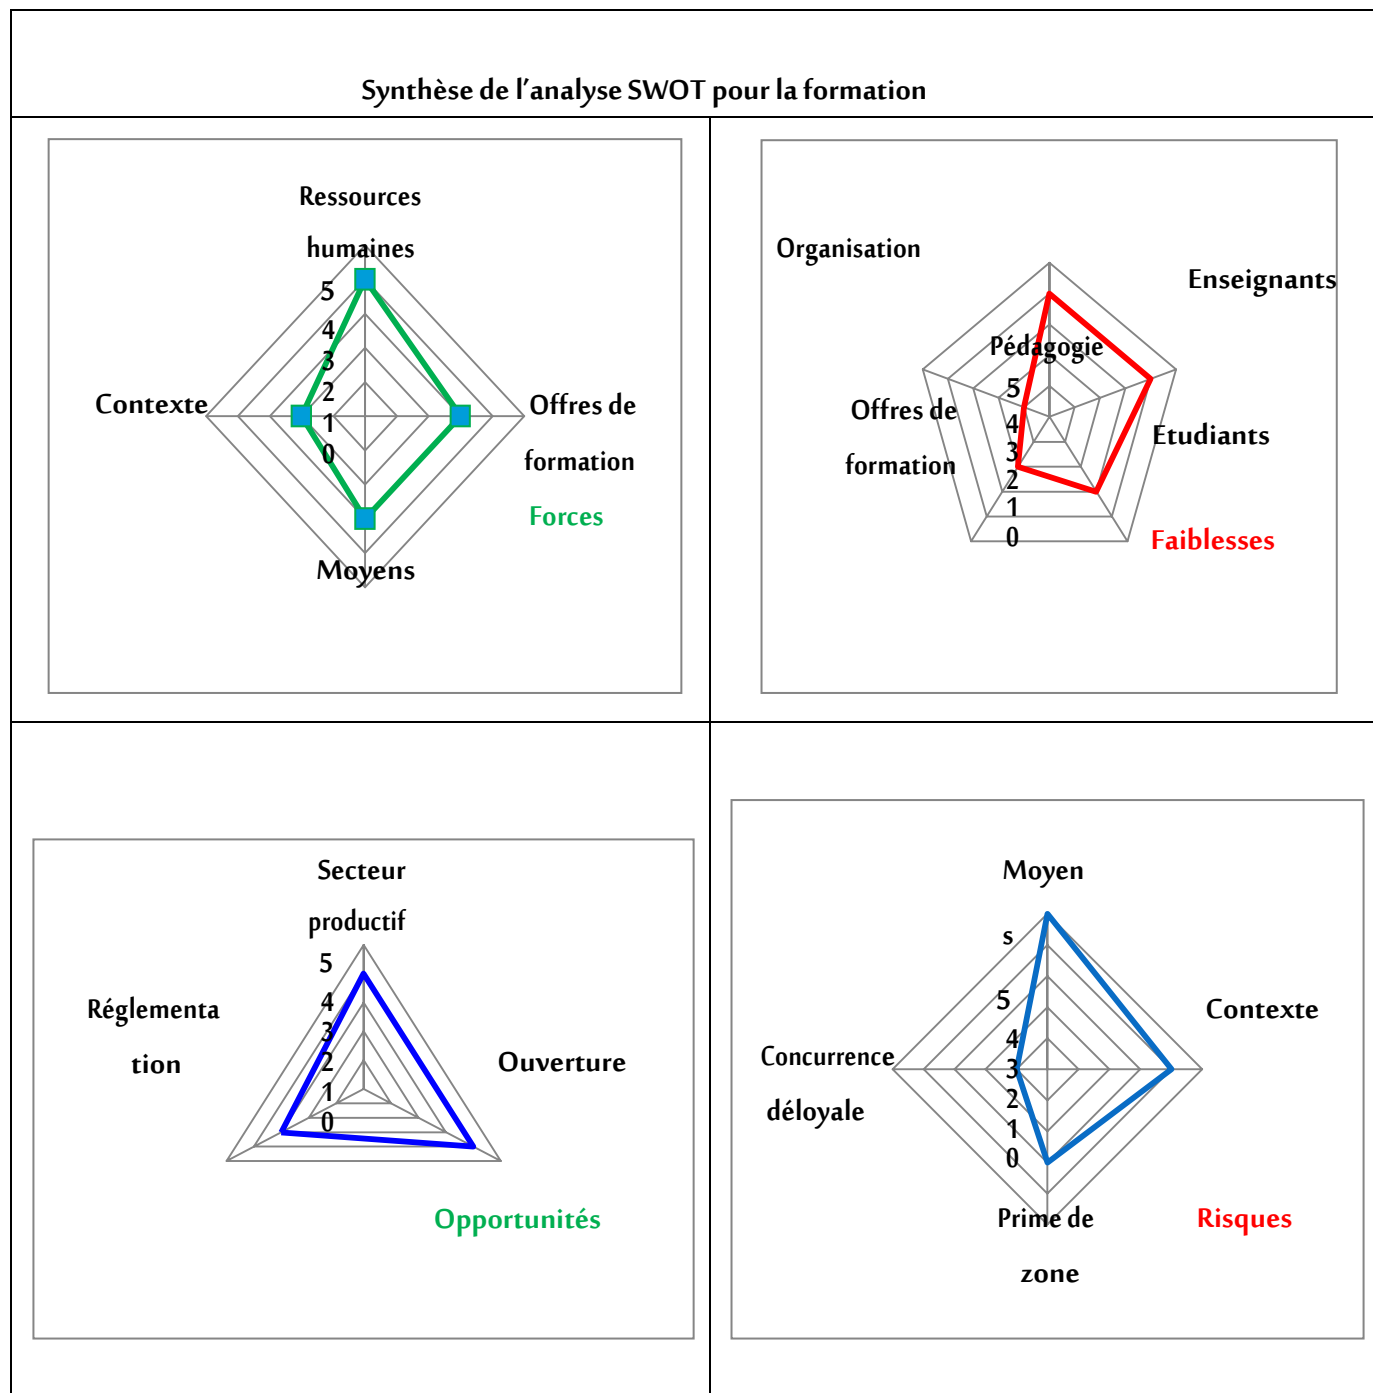 Synthèse de l'analyse SWOT pour la formation
Ressources
humaines
5
4
3
2
1
0
Contexte
Offres de
formation
Forces
Moyens
Organisation
Enseignants
Pédagogie
5
4
3
2
1
0
Offres de
formation
Etudiants
Faiblesses
Secteur
productif
5
4
3
2
1
0
Réglementa
tion
Ouverture
Opportunités
Moyen
s
5
4
3
2
1
0
Contexte
Concurrence
déloyale
Prime de
zone
Risques